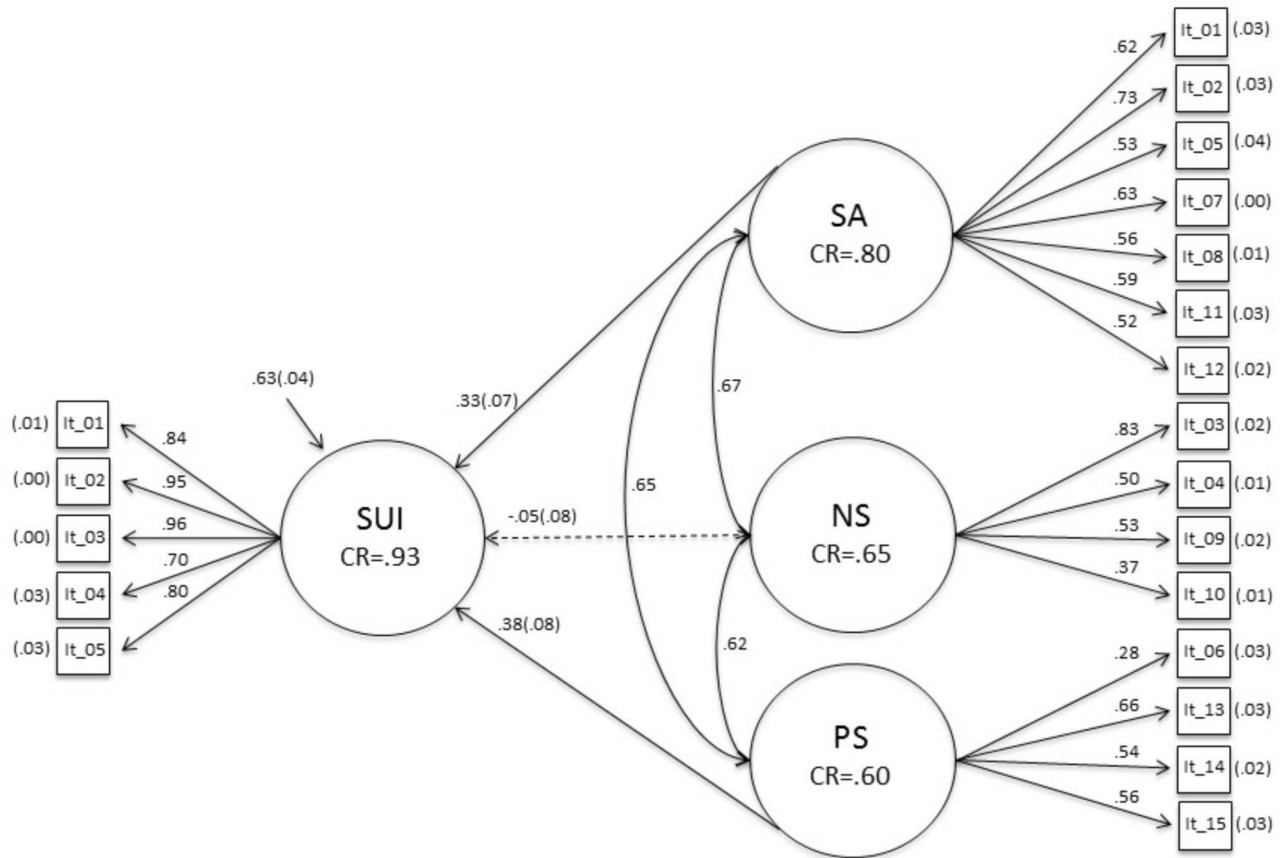 It_01 (.03)
.62
It_02 (.03)
.73
It_05 (.04)
.53
It_07 (.00)
.63
It_08 (.01)
.56
It_11 (.03)
.59
It_12 (.02)
.52
SA
CR=.80
.67
.65
.33(.07)
.63(.04)
(.01) It_01
.84
(.00) It_02
.95
(.00) It_03
.96
(.03) It_04
.70
(.03) It_05
.80
SUI
CR=.93
-.05(.08)
NS
CR=.65
It_03 (.02)
.83
It_04 (.01)
.50
It_09 (.02)
.53
It_10 (.01)
.37
.38(.08)
.62
PS
CR=.60
It_06 (.03)
.28
It_13 (.03)
.66
It_14 (.02)
.54
It_15 (.03)
.56